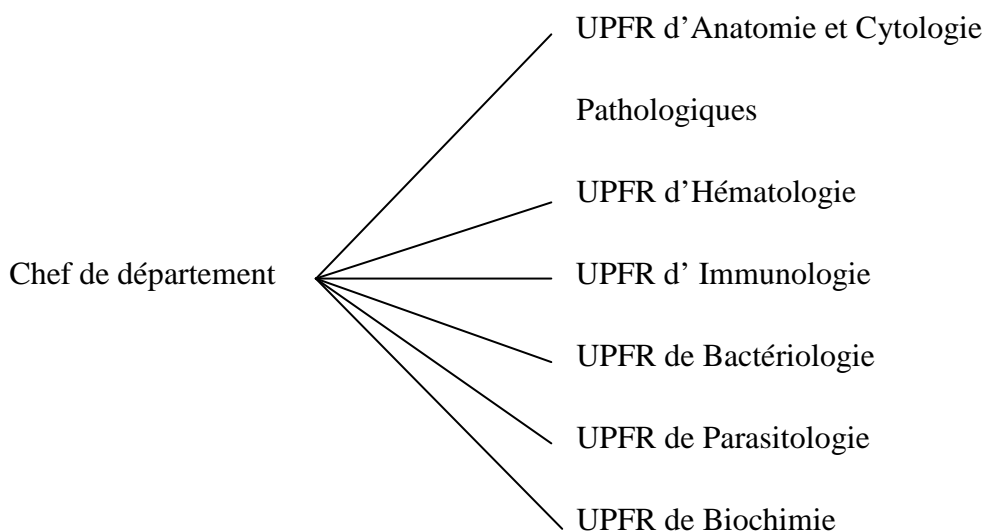 UPFR d’Anatomie et Cytologie
Pathologiques
UPFR d’Hématologie
Chef de département
UPFR d’ Immunologie
UPFR de Bactériologie
UPFR de Parasitologie
UPFR de Biochimie